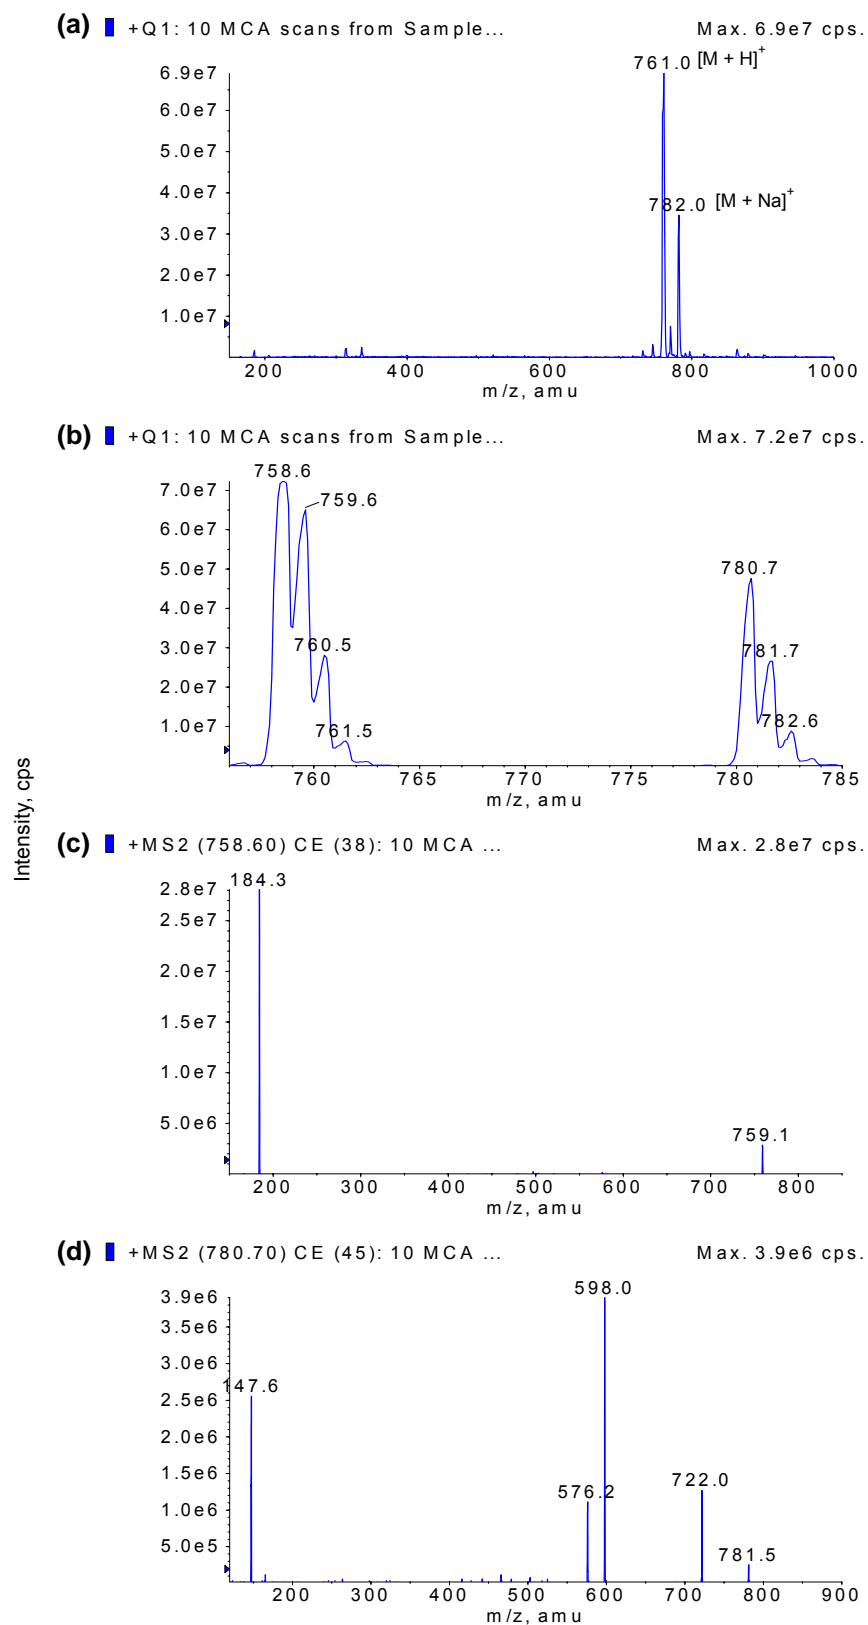 (a) +Q1: 10 MCA scans from Sample... Max. 6.9e7 cps.
761.0 [M + H]+
782.0 [M + Na]+
6.9e7
6.0e7
5.0e7
4.0e7
3.0e7
2.0e7
1.0e7
200 400 600 800 1000
m/z, amu
(b) +Q1: 10 MCA scans from Sample... Max. 7.2e7 cps.
758.6
759.6
760.5
761.5
780.7
781.7
782.6
7.0e7
6.0e7
5.0e7
4.0e7
3.0e7
2.0e7
1.0e7
760 765 770 775 780 785
m/z, amu
Intensity, cps
(c) +MS2 (758.60) CE (38): 10 MCA ... Max. 2.8e7 cps.
184.3
759.1
2.8e7
2.5e7
2.0e7
1.5e7
1.0e7
5.0e6
200 300 400 500 600 700 800
m/z, amu
(d) +MS2 (780.70) CE (45): 10 MCA ... Max. 3.9e6 cps.
598.0
147.6
576.2
722.0
781.5
3.9e6
3.5e6
3.0e6
2.5e6
2.0e6
1.5e6
1.0e6
5.0e5
200 300 400 500 600 700 800 900
m/z, amu